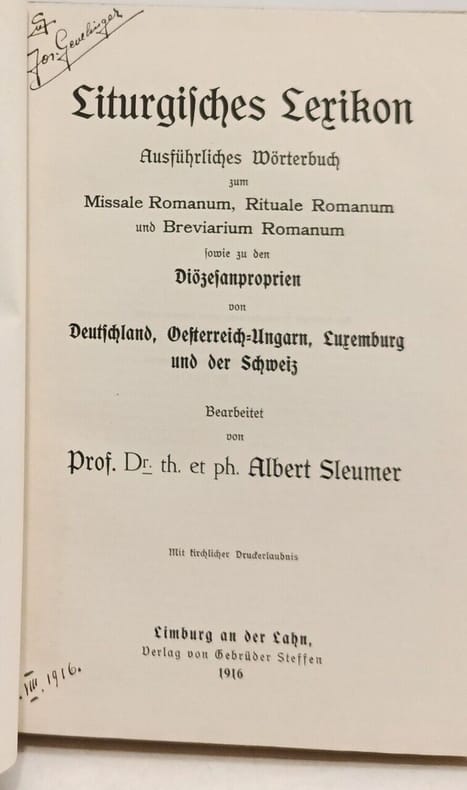 Jos. Geuelinger
Liturgisches Lexikon
Ausführliches Wörterbuch
zum
Missale Romanum, Rituale Romanum
und Breviarium Romanum
sowie zu den
Diözesanproprien
von
Deutschland, Oesterreich-Ungarn, Luxemburg
und der Schweiz
Bearbeitet
von
Prof. Dr. th. et ph. Albert Sleumer
Mit kirchlicher Druckerlaubnis
Limburg an der Lahn,
Verlag von Gebrüder Steffen
1916
VIII. 1916.